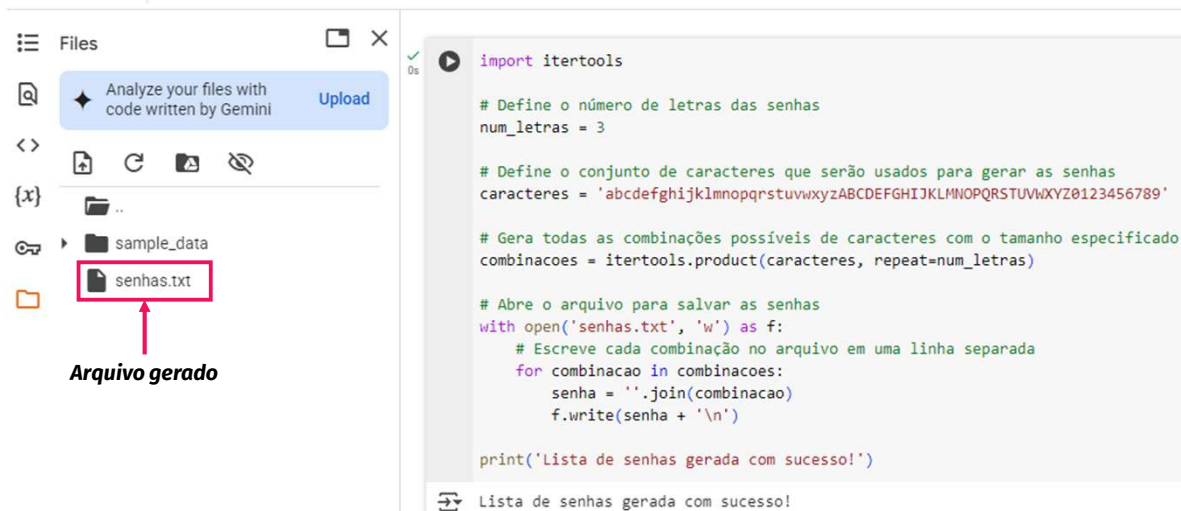 Files
Analyze your files with
code written by Gemini
Upload
{x}
..
sample_data
senhas.txt
Arquivo gerado
0s
import itertools
# Define o número de letras das senhas
num_letras = 3
# Define o conjunto de caracteres que serão usados para gerar as senhas
caracteres = 'abcdefghijklmnopqrstuvwxyzABCDEFGHIJKLMNOPQRSTUVWXYZ0123456789'
# Gera todas as combinações possíveis de caracteres com o tamanho especificado
combinacoes = itertools.product(caracteres, repeat=num_letras)
# Abre o arquivo para salvar as senhas
with open('senhas.txt', 'w') as f:
    # Escreve cada combinação no arquivo em uma linha separada
    for combinacao in combinacoes:
        senha = ''.join(combinacao)
        f.write(senha + '\n')
print('Lista de senhas gerada com sucesso!')
Lista de senhas gerada com sucesso!